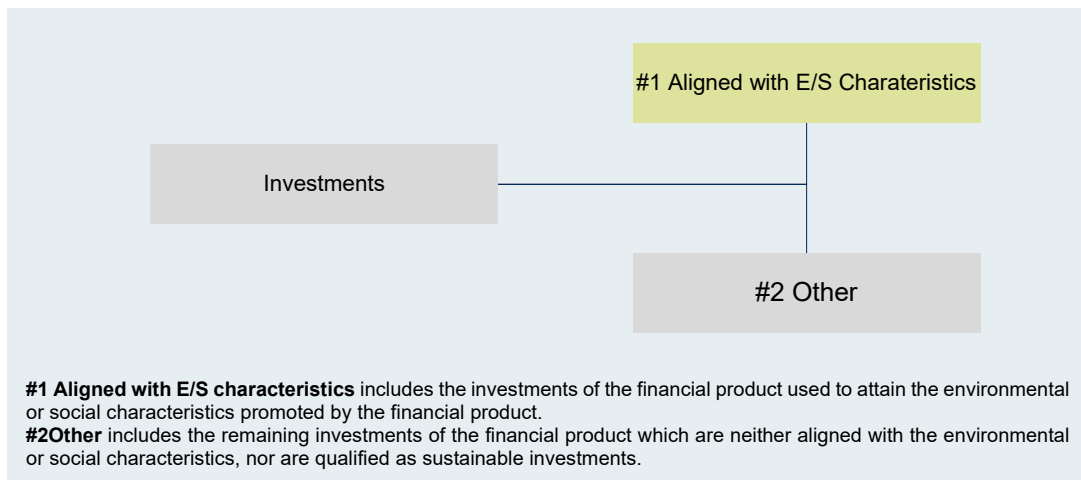 #1 Aligned with E/S Charateristics
Investments
#2 Other
#1 Aligned with E/S characteristics includes the investments of the financial product used to attain the environmental
or social characteristics promoted by the financial product.
#2Other includes the remaining investments of the financial product which are neither aligned with the environmental
or social characteristics, nor are qualified as sustainable investments.